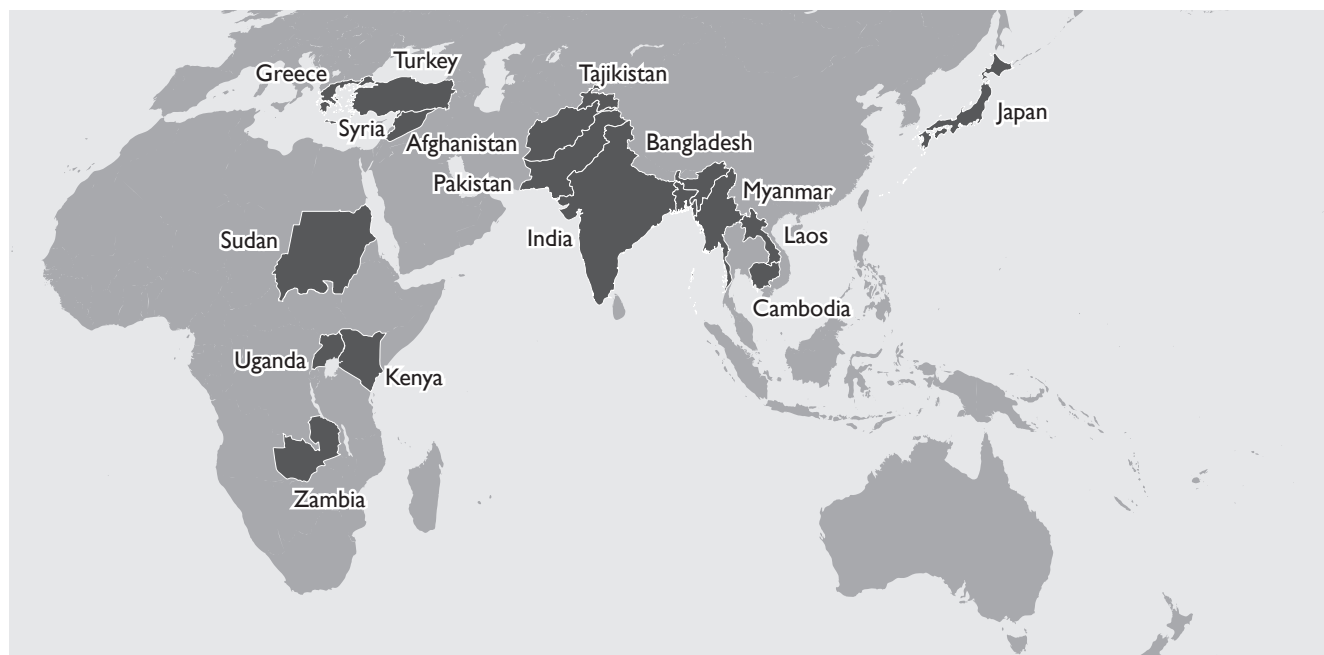 Turkey
Greece
Tajikistan
Japan
Syria
Afghanistan
Bangladesh
Pakistan
Myanmar
Sudan
India
Laos
Cambodia
Uganda
Kenya
Zambia